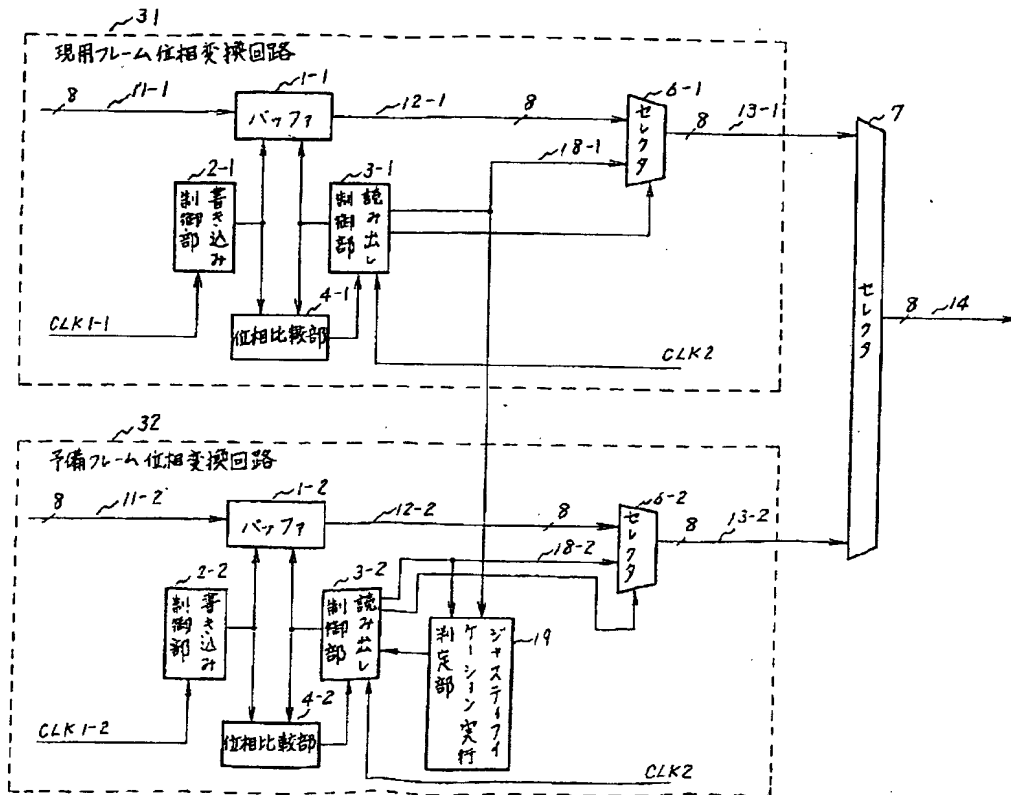 31
現用フレーム位相変換回路
8
11-1
1-1
バッファ
12-1
8
6-1
セレクタ
8
13-1
7
セレクタ
18-1
2-1
書き込み
制御部
3-1
読み出し
制御部
4-1
位相比較部
CLK1-1
CLK2
8
14
32
予備フレーム位相変換回路
8
11-2
1-2
バッファ
12-2
8
6-2
セレクタ
8
13-2
18-2
2-2
書き込み
制御部
3-2
読み出し
制御部
19
ジャスティフィ
ケーション実行
判定部
4-2
位相比較部
CLK1-2
CLK2